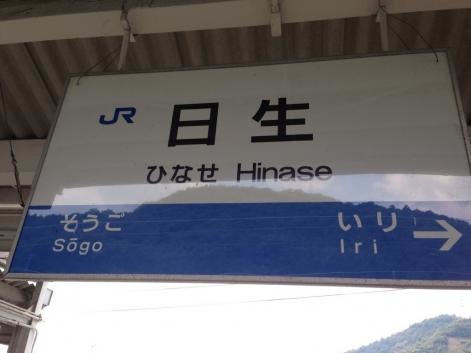 JR 日生
ひなせ Hinase
そうご いり
Sōgo Iri →